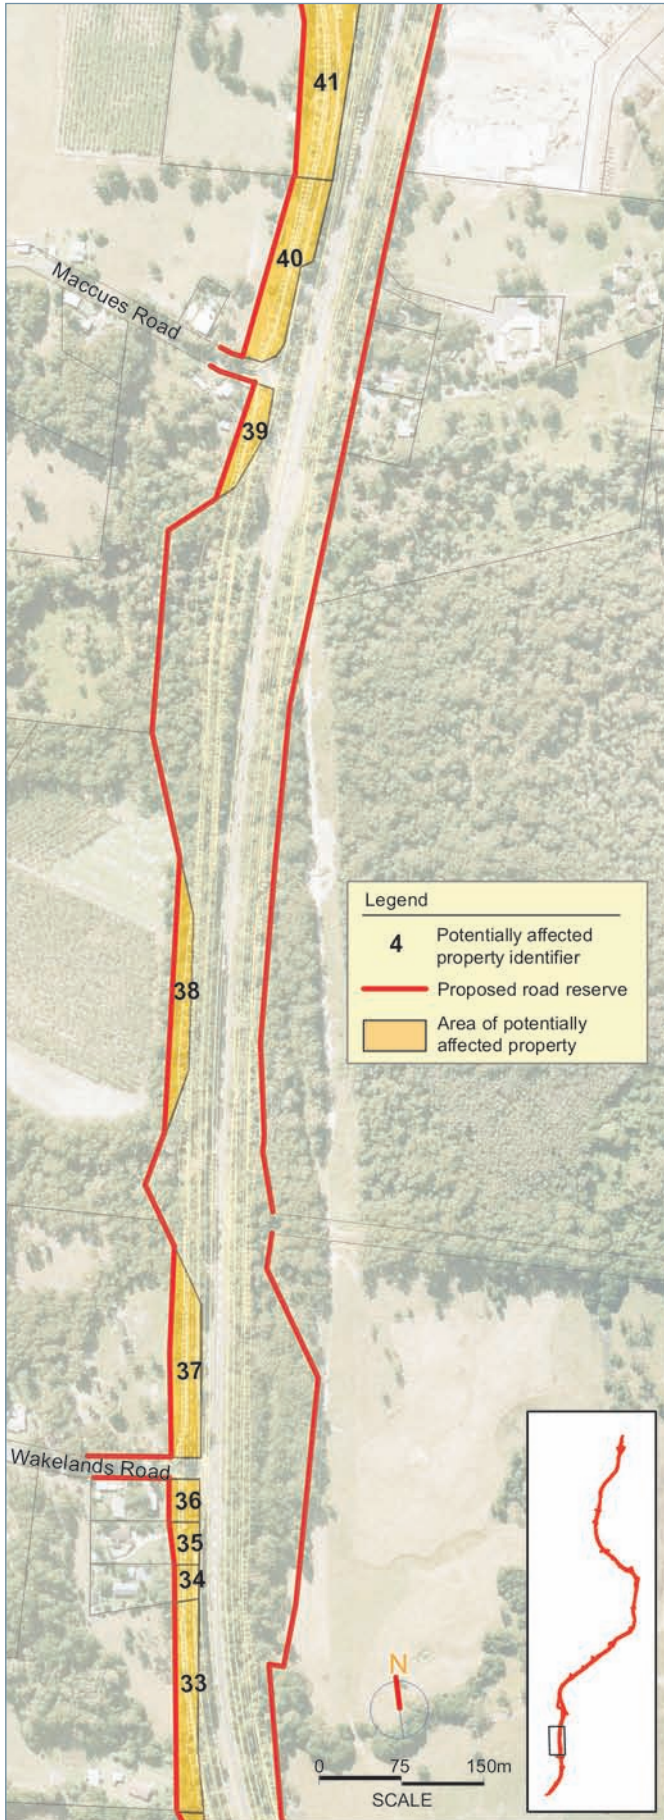 41
40
Maccues Road
39
Legend
4 Potentially affected
property identifier
Proposed road reserve
Area of potentially
affected property
38
37
Wakelands Road
36
35
34
33
N
0 75 150m
SCALE